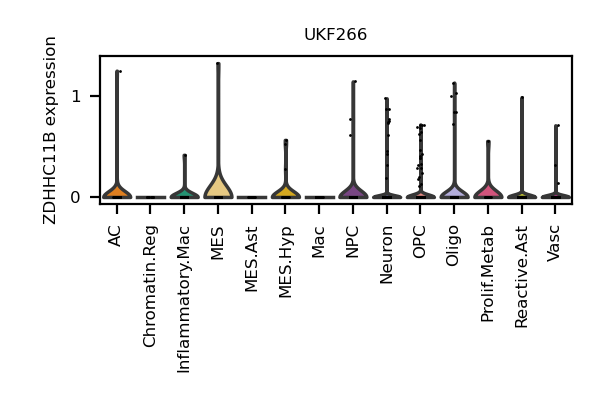 UKF266
ZDHHC11B expression
1
0
AC
Chromatin.Reg
Inflammatory.Mac
MES
MES.Ast
MES.Hyp
Mac
NPC
Neuron
OPC
Oligo
Prolif.Metab
Reactive.Ast
Vasc